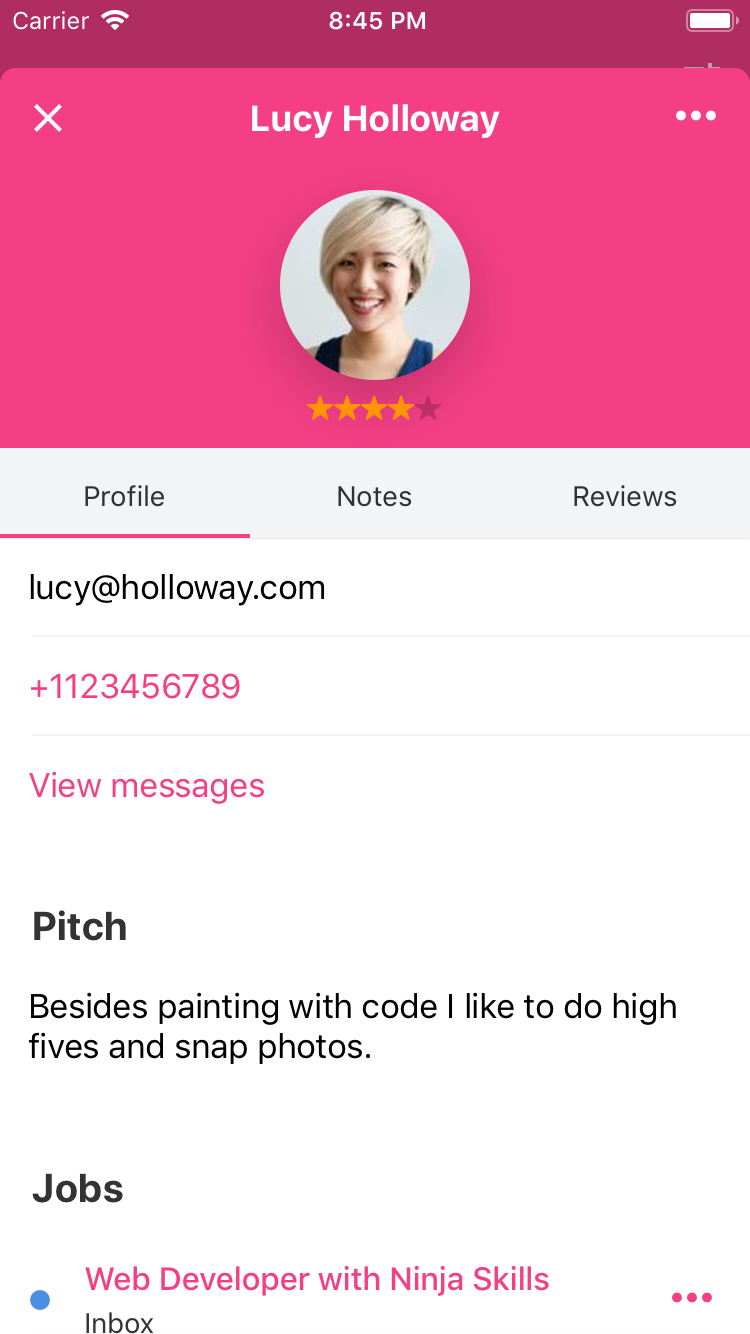 Carrier 8:45 PM
Lucy Holloway
Profile Notes Reviews
lucy@holloway.com
+1123456789
View messages
Pitch
Besides painting with code I like to do high
fives and snap photos.
Jobs
Web Developer with Ninja Skills
Inbox